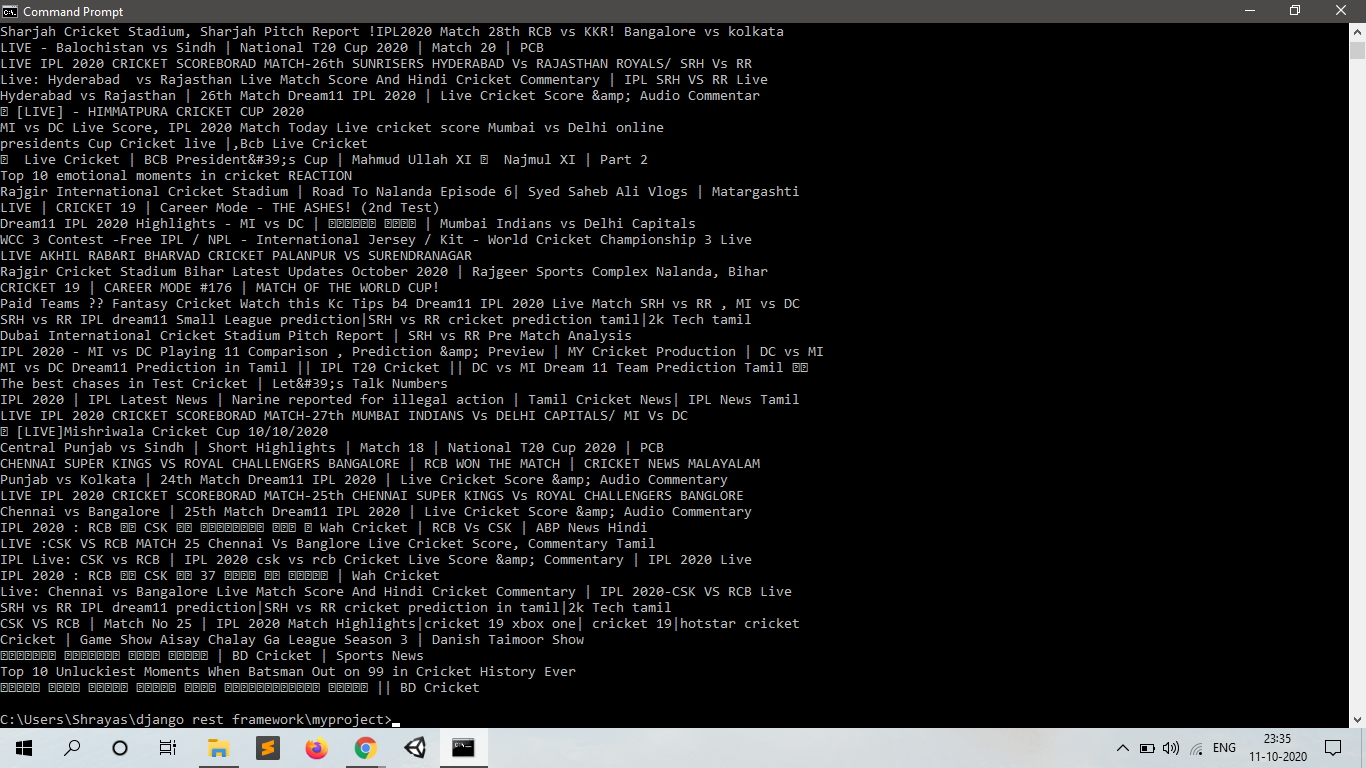 Command Prompt
Sharjah Cricket Stadium, Sharjah Pitch Report !IPL2020 Match 28th RCB vs KKR! Bangalore vs kolkata
LIVE - Balochistan vs Sindh | National T20 Cup 2020 | Match 20 | PCB
LIVE IPL 2020 CRICKET SCOREBORAD MATCH-26th SUNRISERS HYDERABAD Vs RAJASTHAN ROYALS/ SRH Vs RR
Live: Hyderabad  vs Rajasthan Live Match Score And Hindi Cricket Commentary | IPL SRH VS RR Live
Hyderabad vs Rajasthan | 26th Match Dream11 IPL 2020 | Live Cricket Score &amp; Audio Commentar
[LIVE] - HIMMATPURA CRICKET CUP 2020
MI vs DC Live Score, IPL 2020 Match Today Live cricket score Mumbai vs Delhi online
presidents Cup Cricket live |,Bcb Live Cricket
Live Cricket | BCB President&#39;s Cup | Mahmud Ullah XI Najmul XI | Part 2
Top 10 emotional moments in cricket REACTION
Rajgir International Cricket Stadium | Road To Nalanda Episode 6| Syed Saheb Ali Vlogs | Matargashti
LIVE | CRICKET 19 | Career Mode - THE ASHES! (2nd Test)
Dream11 IPL 2020 Highlights - MI vs DC | | Mumbai Indians vs Delhi Capitals
WCC 3 Contest -Free IPL / NPL - International Jersey / Kit - World Cricket Championship 3 Live
LIVE AKHIL RABARI BHARVAD CRICKET PALANPUR VS SURENDRANAGAR
Rajgir Cricket Stadium Bihar Latest Updates October 2020 | Rajgeer Sports Complex Nalanda, Bihar
CRICKET 19 | CAREER MODE #176 | MATCH OF THE WORLD CUP!
Paid Teams ?? Fantasy Cricket Watch this Kc Tips b4 Dream11 IPL 2020 Live Match SRH vs RR , MI vs DC
SRH vs RR IPL dream11 Small League prediction|SRH vs RR cricket prediction tamil|2k Tech tamil
Dubai International Cricket Stadium Pitch Report | SRH vs RR Pre Match Analysis
IPL 2020 - MI vs DC Playing 11 Comparison , Prediction &amp; Preview | MY Cricket Production | DC vs MI
MI vs DC Dream11 Prediction in Tamil || IPL T20 Cricket || DC vs MI Dream 11 Team Prediction Tamil
The best chases in Test Cricket | Let&#39;s Talk Numbers
IPL 2020 | IPL Latest News | Narine reported for illegal action | Tamil Cricket News| IPL News Tamil
LIVE IPL 2020 CRICKET SCOREBORAD MATCH-27th MUMBAI INDIANS Vs DELHI CAPITALS/ MI Vs DC
[LIVE]Mishriwala Cricket Cup 10/10/2020
Central Punjab vs Sindh | Short Highlights | Match 18 | National T20 Cup 2020 | PCB
CHENNAI SUPER KINGS VS ROYAL CHALLENGERS BANGALORE | RCB WON THE MATCH | CRICKET NEWS MALAYALAM
Punjab vs Kolkata | 24th Match Dream11 IPL 2020 | Live Cricket Score &amp; Audio Commentary
LIVE IPL 2020 CRICKET SCOREBORAD MATCH-25th CHENNAI SUPER KINGS Vs ROYAL CHALLENGERS BANGLORE
Chennai vs Bangalore | 25th Match Dream11 IPL 2020 | Live Cricket Score &amp; Audio Commentary
IPL 2020 : RCB CSK Wah Cricket | RCB Vs CSK | ABP News Hindi
LIVE :CSK VS RCB MATCH 25 Chennai Vs Banglore Live Cricket Score, Commentary Tamil
IPL Live: CSK vs RCB | IPL 2020 csk vs rcb Cricket Live Score &amp; Commentary | IPL 2020 Live
IPL 2020 : RCB CSK 37 | Wah Cricket
Live: Chennai vs Bangalore Live Match Score And Hindi Cricket Commentary | IPL 2020-CSK VS RCB Live
SRH vs RR IPL dream11 prediction|SRH vs RR cricket prediction in tamil|2k Tech tamil
CSK VS RCB | Match No 25 | IPL 2020 Match Highlights|cricket 19 xbox one| cricket 19|hotstar cricket
Cricket | Game Show Aisay Chalay Ga League Season 3 | Danish Taimoor Show
| BD Cricket | Sports News
Top 10 Unluckiest Moments When Batsman Out on 99 in Cricket History Ever
|| BD Cricket
C:\Users\Shrayas\django rest framework\myproject>
ENG
23:35
11-10-2020